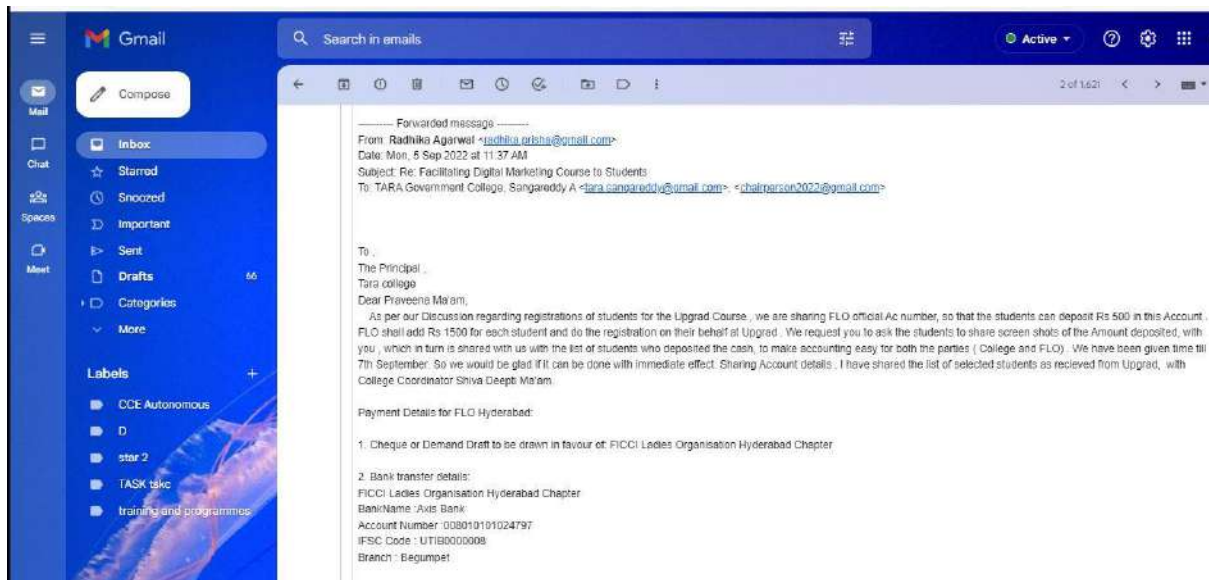 Gmail
Search in emails
Active
Compose
2 of 1,621
Mail
Chat
Spaces
Meet
Inbox
Starred
Snoozed
Important
Sent
Drafts 66
Categories
More
Labels +
CCE Autonomous
D
star 2
TASK tskc
training and programmes
---------- Forwarded message ---------
From: Radhika Agarwal <radhika.prisha@gmail.com>
Date: Mon, 5 Sep 2022 at 11:37 AM
Subject: Re: Facilitating Digital Marketing Course to Students
To: TARA Government College, Sangareddy A <tara.sangareddy@gmail.com>, <chairperson2022@gmail.com>
To ,
The Principal ,
Tara college
Dear Praveena Ma'am,
As per our Discussion regarding registrations of students for the Upgrad Course , we are sharing FLO official Ac number, so that the students can deposit Rs 500 in this Account .
FLO shall add Rs 1500 for each student and do the registration on their behalf at Upgrad . We request you to ask the students to share screen shots of the Amount deposited, with
you , which in turn is shared with us with the list of students who deposited the cash, to make accounting easy for both the parties ( College and FLO) . We have been given time till
7th September. So we would be glad if it can be done with immediate effect. Sharing Account details , I have shared the list of selected students as recieved from Upgrad, with
College Coordinator Shiva Deepti Ma'am.
Payment Details for FLO Hyderabad:
1. Cheque or Demand Draft to be drawn in favour of: FICCI Ladies Organisation Hyderabad Chapter
2. Bank transfer details:
FICCI Ladies Organisation Hyderabad Chapter
BankName :Axis Bank
Account Number :008010101024797
IFSC Code : UTIB0000008
Branch : Begumpet